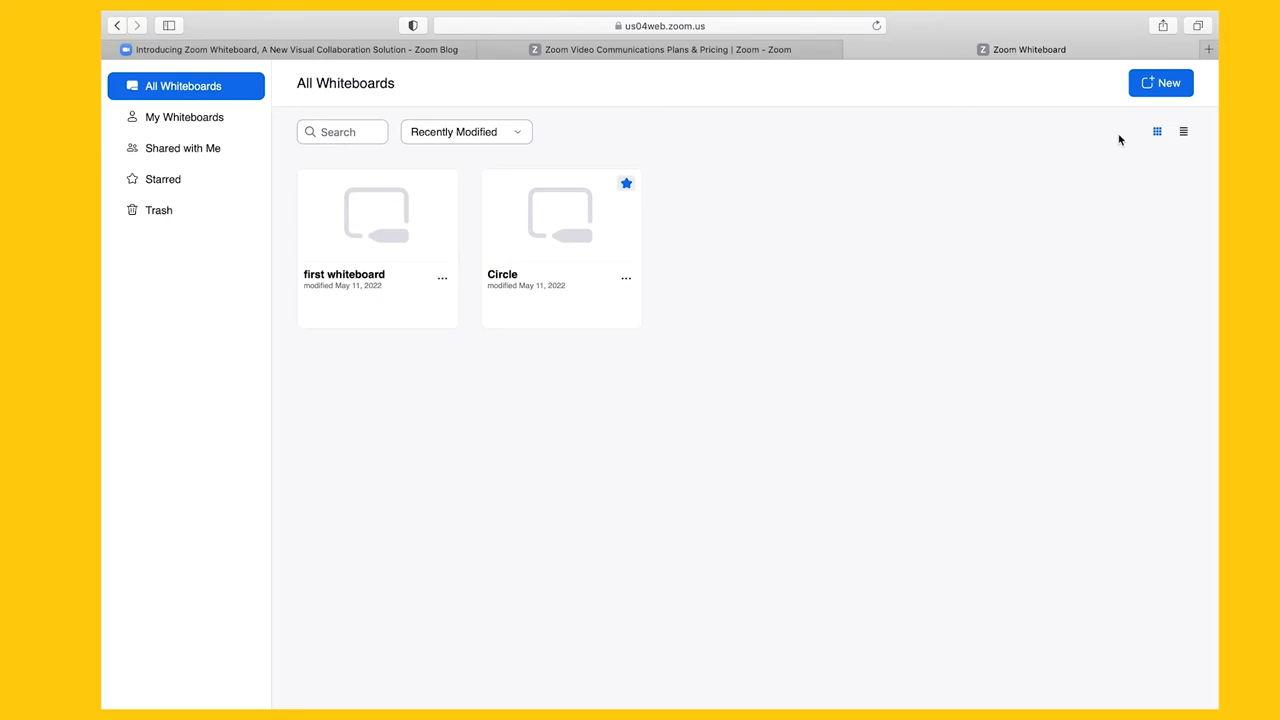 us04web.zoom.us
Introducing Zoom Whiteboard, A New Visual Collaboration Solution - Zoom Blog
Z Zoom Video Communications Plans & Pricing | Zoom - Zoom
Z Zoom Whiteboard
All Whiteboards
My Whiteboards
Shared with Me
Starred
Trash
All Whiteboards
New
Search
Recently Modified
first whiteboard
modified May 11, 2022
Circle
modified May 11, 2022